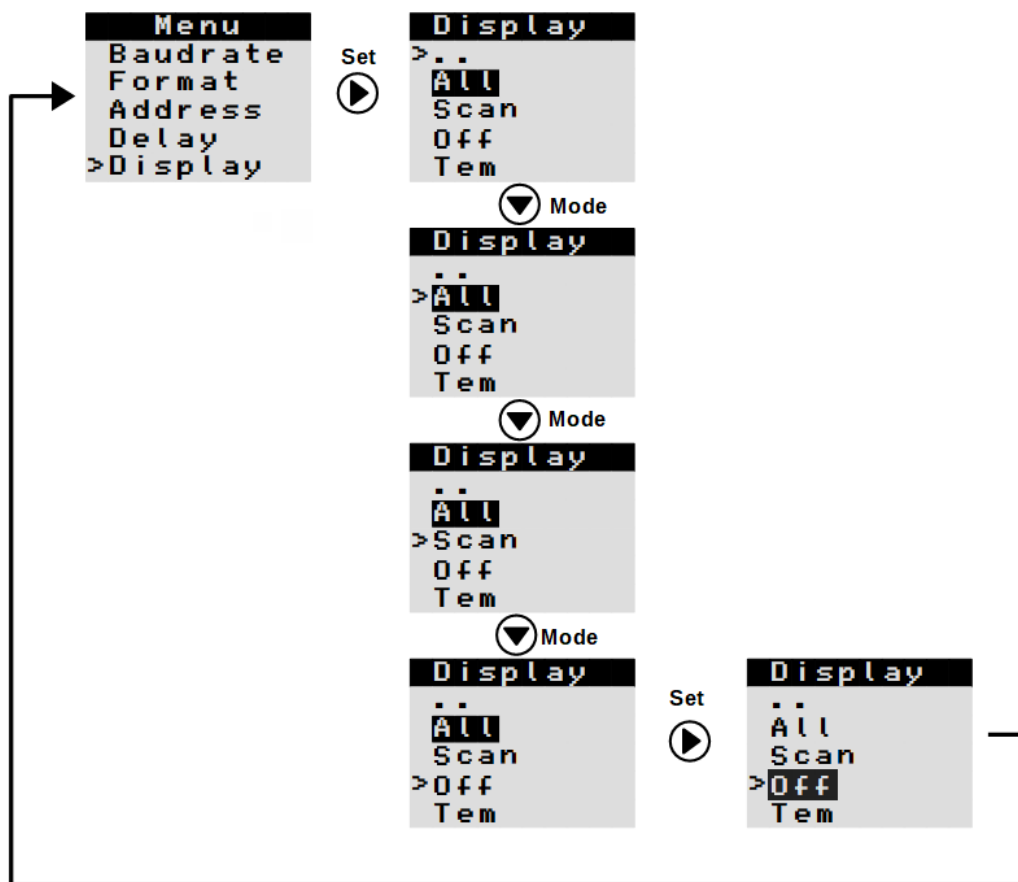 Menu
Baudrate
Format
Address
Delay
>Display
Set
Display
>..
All
Scan
Off
Tem
Mode
Display
..
>All
Scan
Off
Tem
Mode
Display
..
All
>Scan
Off
Tem
Mode
Display
..
All
Scan
>Off
Tem
Set
Display
..
All
Scan
>Off
Tem